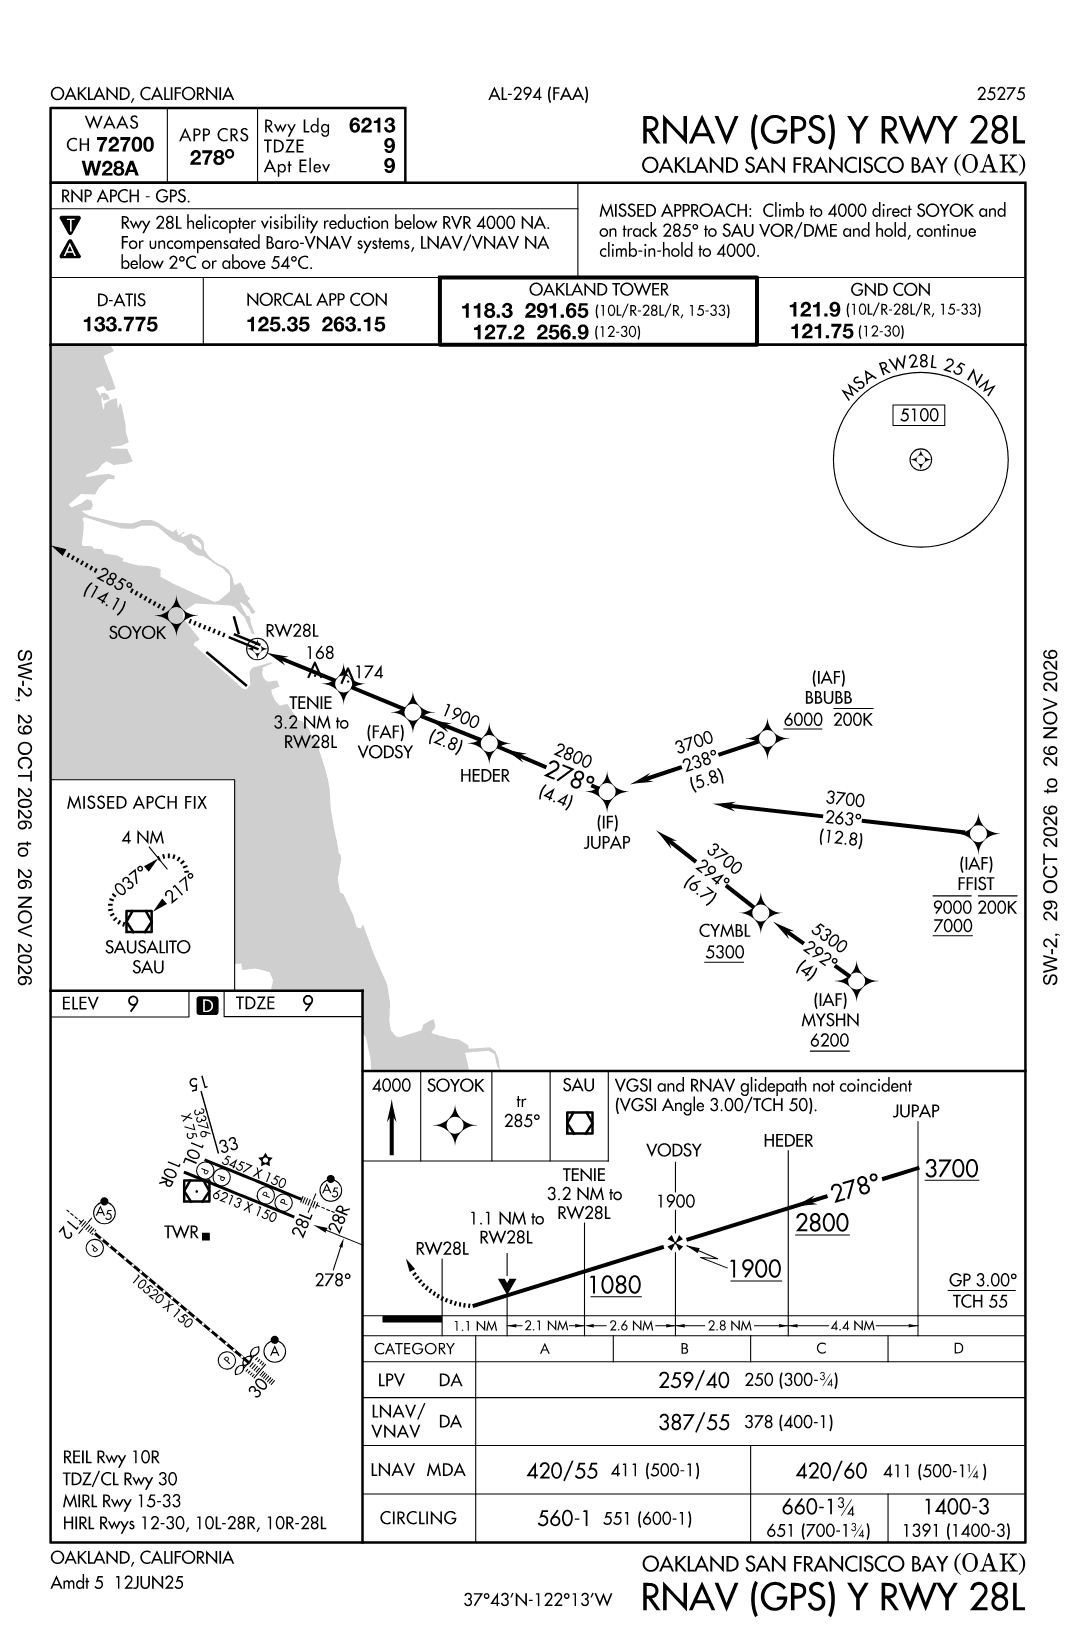 OAKLAND, CALIFORNIA
AL-294 (FAA)
25275
WAAS
CH 72700
W28A
APP CRS
278°
Rwy Ldg 6213
TDZE 9
Apt Elev 9
RNAV (GPS) Y RWY 28L
OAKLAND SAN FRANCISCO BAY (OAK)
RNP APCH - GPS.
T
A
Rwy 28L helicopter visibility reduction below RVR 4000 NA.
For uncompensated Baro-VNAV systems, LNAV/VNAV NA
below 2°C or above 54°C.
MISSED APPROACH: Climb to 4000 direct SOYOK and
on track 285° to SAU VOR/DME and hold, continue
climb-in-hold to 4000.
D-ATIS
133.775
NORCAL APP CON
125.35 263.15
OAKLAND TOWER
118.3 291.65 (10L/R-28L/R, 15-33)
127.2 256.9 (12-30)
GND CON
121.9 (10L/R-28L/R, 15-33)
121.75 (12-30)
MSA RW28L 25 NM
5100
285°
(14.1)
SOYOK
RW28L
168
174
TENIE
3.2 NM to
RW28L
(FAF)
VODSY
1900
(2.8)
HEDER
2800
278°
(4.4)
(IF)
JUPAP
(IAF)
BBUBB
6000 200K
3700
238°
(5.8)
3700
263°
(12.8)
(IAF)
FFIST
9000 200K
7000
3700
294°
(6.7)
CYMBL
5300
5300
292°
(4)
(IAF)
MYSHN
6200
MISSED APCH FIX
4 NM
037°
217°
SAUSALITO
SAU
SW-2, 29 OCT 2026 to 26 NOV 2026
SW-2, 29 OCT 2026 to 26 NOV 2026
ELEV 9
D
TDZE 9
15
3376
X 75
33
10L
10R
5457 X 150
6213 X 150
P
P
P
P
A5
28L
28R
TWR
278°
A5
12
P
10520 X 150
P
A
30
REIL Rwy 10R
TDZ/CL Rwy 30
MIRL Rwy 15-33
HIRL Rwys 12-30, 10L-28R, 10R-28L
4000
SOYOK
tr
285°
SAU
VGSI and RNAV glidepath not coincident
(VGSI Angle 3.00/TCH 50).
JUPAP
HEDER
VODSY
TENIE
3.2 NM to
RW28L
1.1 NM to
RW28L
RW28L
1900
278°
3700
2800
1900
1080
GP 3.00°
TCH 55
1.1 NM
2.1 NM
2.6 NM
2.8 NM
4.4 NM
CATEGORY A B C D
LPV DA 259/40 250 (300-¾)
LNAV/
VNAV DA 387/55 378 (400-1)
LNAV MDA 420/55 411 (500-1) 420/60 411 (500-1¼)
CIRCLING 560-1 551 (600-1) 660-1¾ 1400-3
651 (700-1¾) 1391 (1400-3)
OAKLAND, CALIFORNIA
Amdt 5 12JUN25
37°43'N-122°13'W
OAKLAND SAN FRANCISCO BAY (OAK)
RNAV (GPS) Y RWY 28L